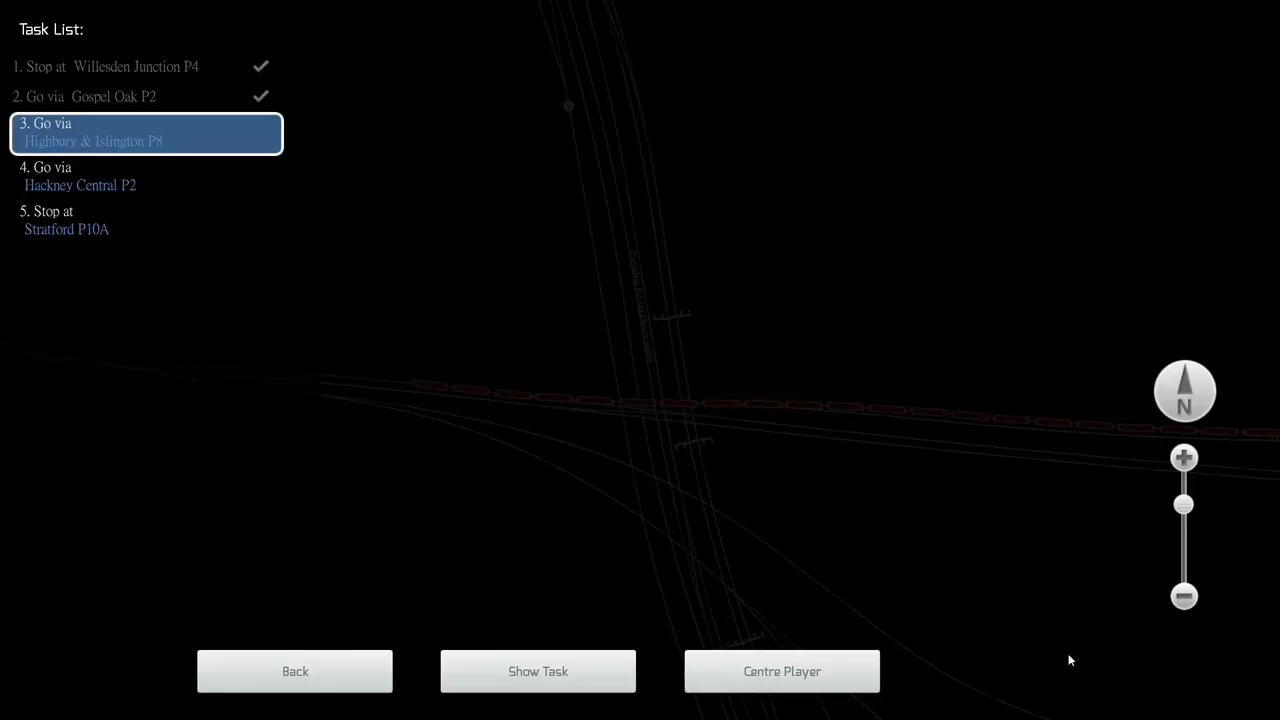 Task List:
1. Stop at Willesden Junction P4
2. Go via Gospel Oak P2
3. Go via
Highbury & Islington P8
4. Go via
Hackney Central P2
5. Stop at
Stratford P10A
N
Back
Show Task
Centre Player